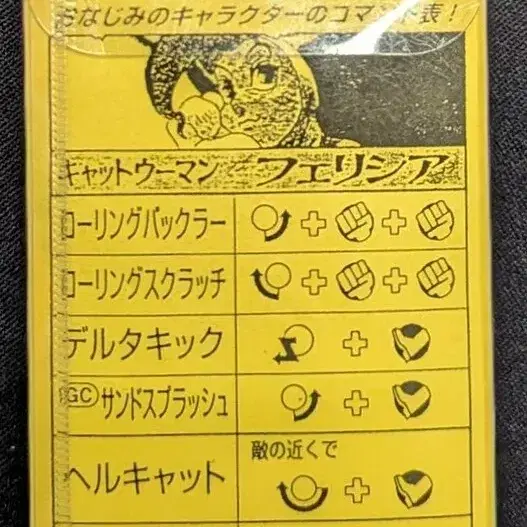 おなじみのキャラクターのコマンド表！
キャットウーマン フェリシア
ローリングバックラー
ローリングスクラッチ
デルタキック
GC サンドスプラッシュ
ヘルキャット
敵の近くで